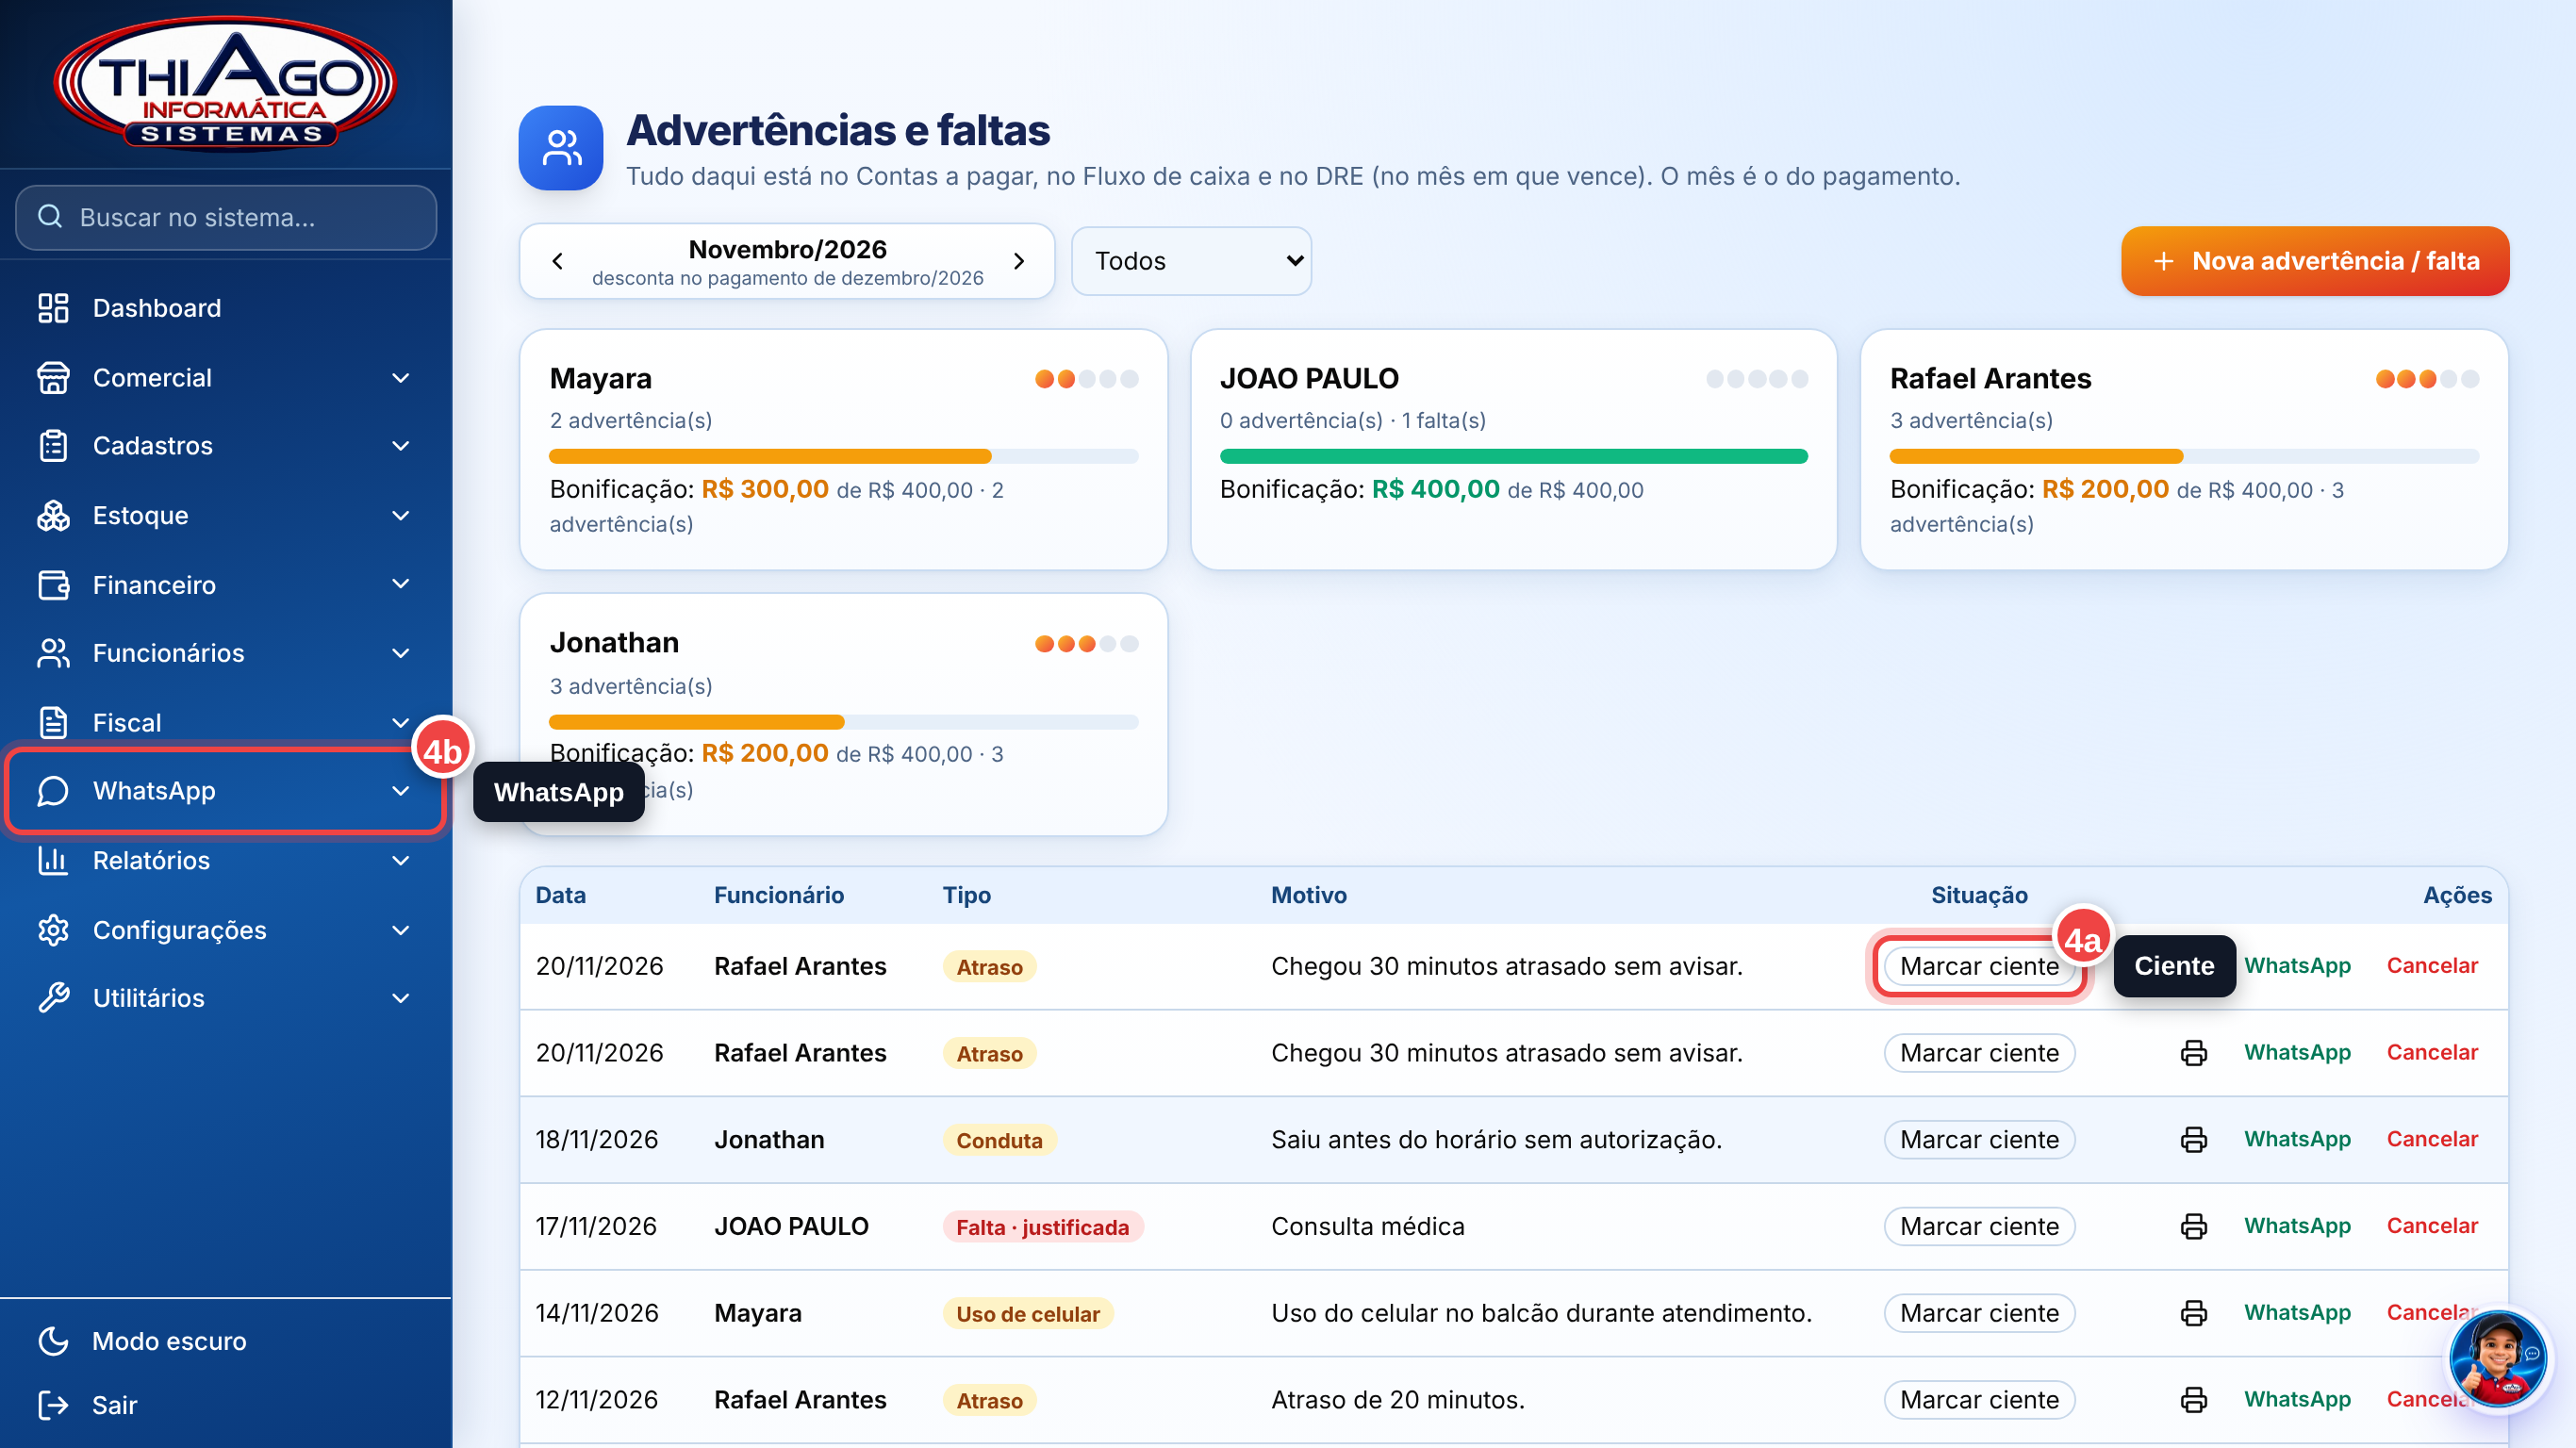 THIAGO
INFORMÁTICA
SISTEMAS
Buscar no sistema...
Dashboard
Comercial
Cadastros
Estoque
Financeiro
Funcionários
Fiscal
4b
WhatsApp
WhatsApp
Relatórios
Configurações
Utilitários
Modo escuro
Sair
Advertências e faltas
Tudo daqui está no Contas a pagar, no Fluxo de caixa e no DRE (no mês em que vence). O mês é o do pagamento.
Novembro/2026
desconta no pagamento de dezembro/2026
Todos
+ Nova advertência / falta
Mayara
2 advertência(s)
Bonificação: R$ 300,00 de R$ 400,00 · 2
advertência(s)
JOAO PAULO
0 advertência(s) · 1 falta(s)
Bonificação: R$ 400,00 de R$ 400,00
Rafael Arantes
3 advertência(s)
Bonificação: R$ 200,00 de R$ 400,00 · 3
advertência(s)
Jonathan
3 advertência(s)
Bonificação: R$ 200,00 de R$ 400,00 · 3
cia(s)
Data Funcionário Tipo Motivo Situação Ações
4a
20/11/2026 Rafael Arantes Atraso Chegou 30 minutos atrasado sem avisar. Marcar ciente Ciente WhatsApp Cancelar
20/11/2026 Rafael Arantes Atraso Chegou 30 minutos atrasado sem avisar. Marcar ciente WhatsApp Cancelar
18/11/2026 Jonathan Conduta Saiu antes do horário sem autorização. Marcar ciente WhatsApp Cancelar
17/11/2026 JOAO PAULO Falta · justificada Consulta médica Marcar ciente WhatsApp Cancelar
14/11/2026 Mayara Uso de celular Uso do celular no balcão durante atendimento. Marcar ciente WhatsApp Cancelar
12/11/2026 Rafael Arantes Atraso Atraso de 20 minutos. Marcar ciente WhatsApp Cancelar